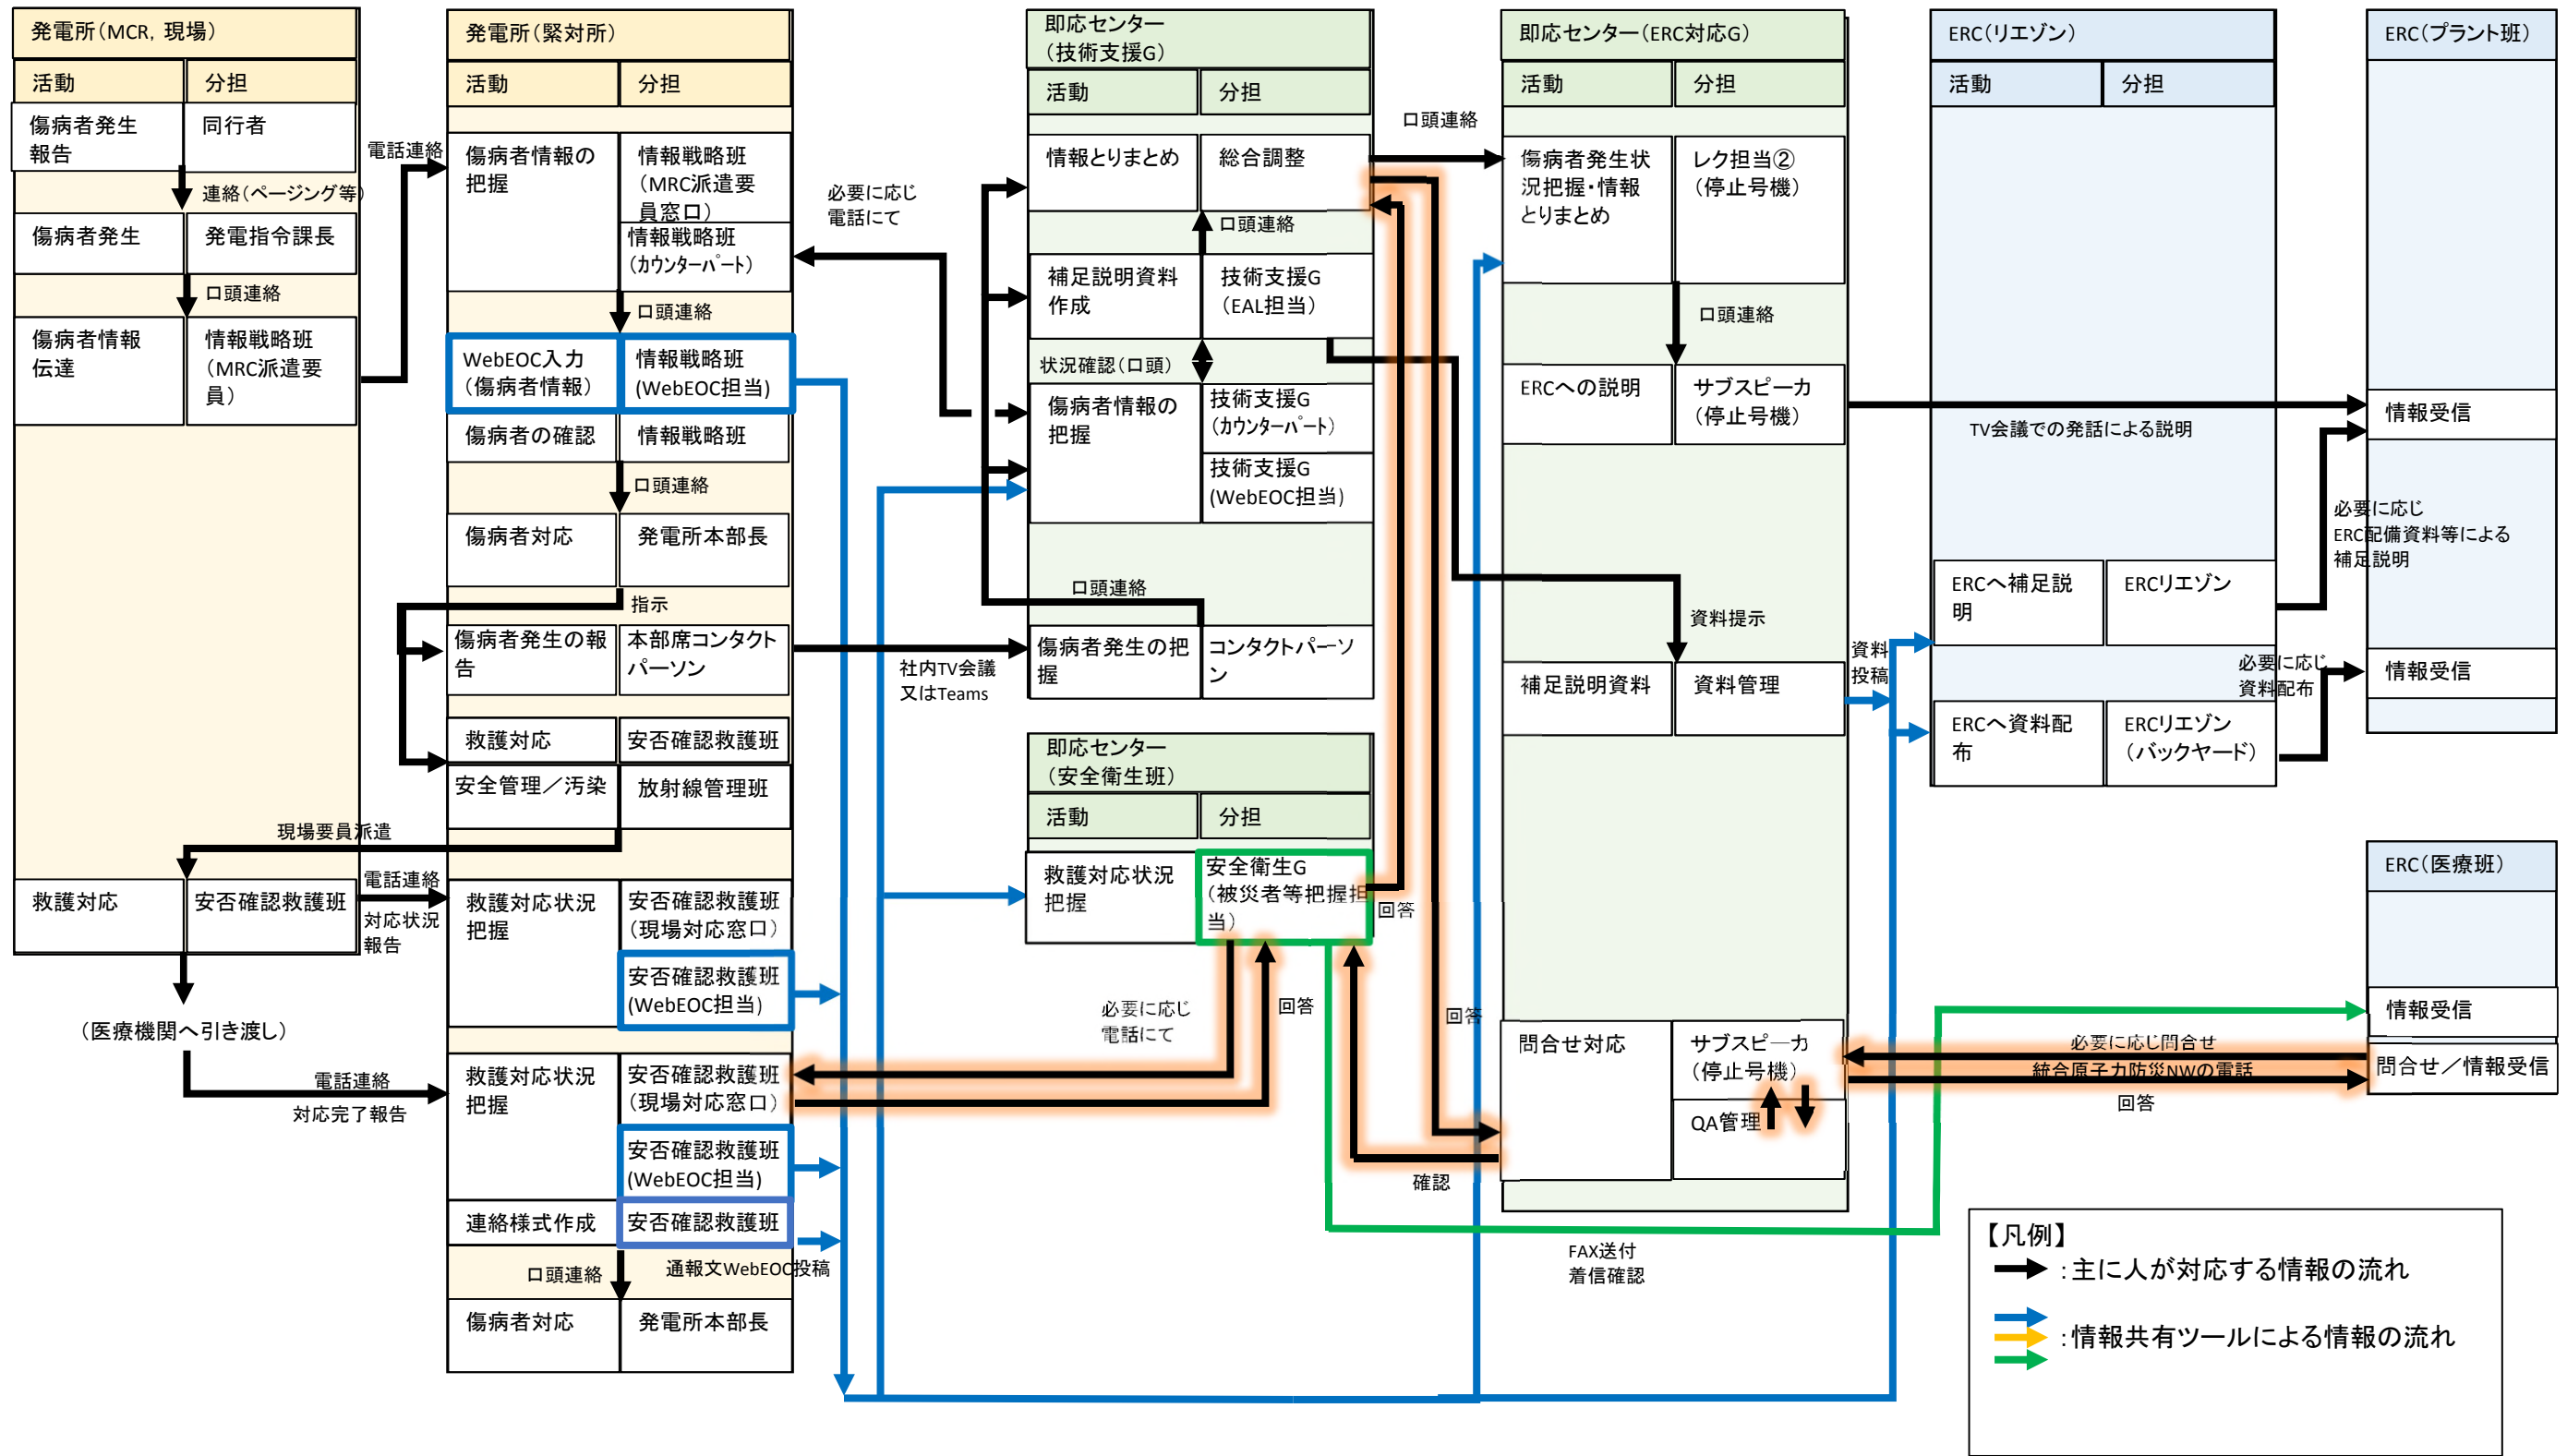 発電所（MCR，現場）
活動
分担
傷病者発生
報告
同行者
連絡（ページング等）
傷病者発生
発電指令課長
口頭連絡
傷病者情報
伝達
情報戦略班
（MRC派遣要
員）
現場要員派遣
救護対応
安否確認救護班
（医療機関へ引き渡し）
電話連絡
電話連絡
対応状況
報告
電話連絡
対応完了報告
発電所（緊対所）
活動
分担
傷病者情報の
把握
情報戦略班
（MRC派遣要
員窓口）
情報戦略班
（カウンターパート）
口頭連絡
WebEOC入力
（傷病者情報）
情報戦略班
(WebEOC担当)
傷病者の確認
情報戦略班
口頭連絡
傷病者対応
発電所本部長
指示
傷病者発生の報
告
本部席コンタクト
パーソン
救護対応
安否確認救護班
安全管理／汚染
放射線管理班
救護対応状況
把握
安否確認救護班
（現場対応窓口）
安否確認救護班
(WebEOC担当)
救護対応状況
把握
安否確認救護班
（現場対応窓口）
安否確認救護班
(WebEOC担当)
連絡様式作成
安否確認救護班
口頭連絡
通報文WebEOC投稿
傷病者対応
発電所本部長
必要に応じ
電話にて
社内TV会議
又はTeams
即応センター
（技術支援G）
活動
分担
情報とりまとめ
総合調整
口頭連絡
補足説明資料
作成
技術支援G
（EAL担当）
状況確認（口頭）
傷病者情報の
把握
技術支援G
（カウンターパート）
技術支援G
(WebEOC担当)
口頭連絡
傷病者発生の把
握
コンタクトパーソ
ン
即応センター
（安全衛生班）
活動
分担
救護対応状況
把握
安全衛生G
（被災者等把握担
当）
回答
必要に応じ
電話にて
回答
回答
確認
FAX送付
着信確認
口頭連絡
即応センター（ERC対応G）
活動
分担
傷病者発生状
況把握・情報
とりまとめ
レク担当②
（停止号機）
口頭連絡
ERCへの説明
サブスピーカ
（停止号機）
資料提示
補足説明資料
資料管理
資料
投稿
問合せ対応
サブスピーカ
（停止号機）
QA管理
ERC（リエゾン）
活動
分担
TV会議での発話による説明
ERCへ補足説
明
ERCリエゾン
ERCへ資料配
布
ERCリエゾン
（バックヤード）
必要に応じ
ERC配備資料等による
補足説明
必要に応じ
資料配布
ERC（プラント班）
情報受信
情報受信
ERC（医療班）
情報受信
問合せ／情報受信
必要に応じ問合せ
統合原子力防災NWの電話
回答
【凡例】
：主に人が対応する情報の流れ
：情報共有ツールによる情報の流れ